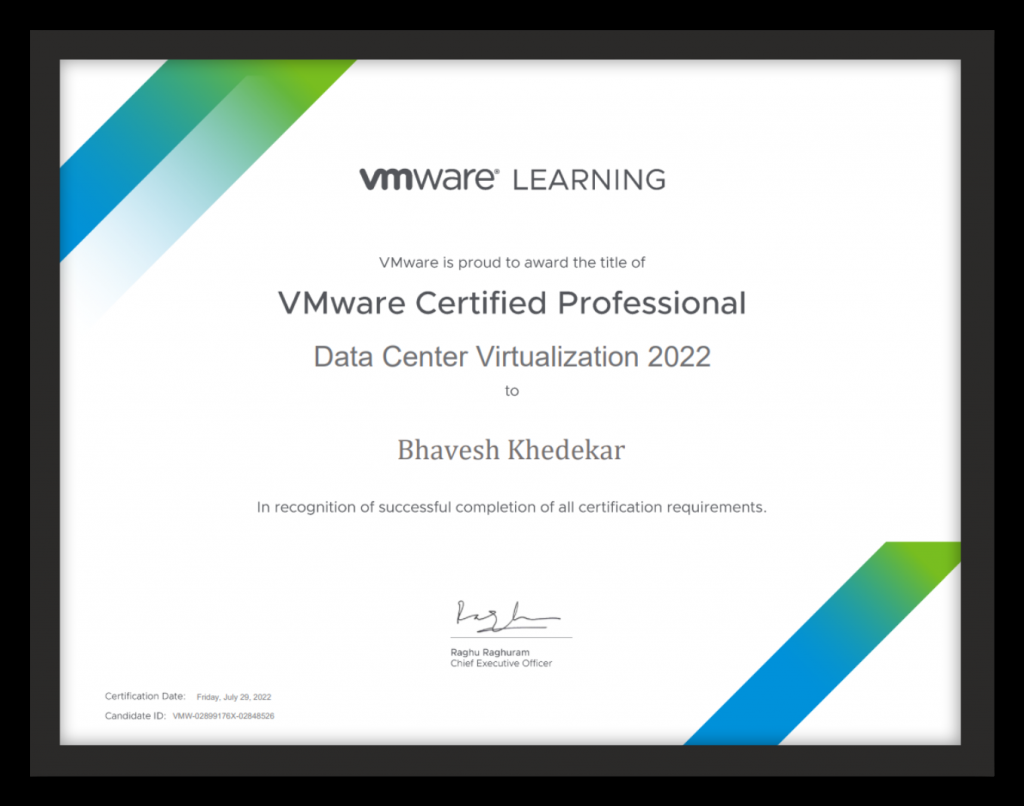 vmware® LEARNING
VMware is proud to award the title of
VMware Certified Professional
Data Center Virtualization 2022
to
Bhavesh Khedekar
In recognition of successful completion of all certification requirements.
Raghu Raghuram
Chief Executive Officer
Certification Date: Friday, July 29, 2022
Candidate ID: VMW-02899176X-02848526